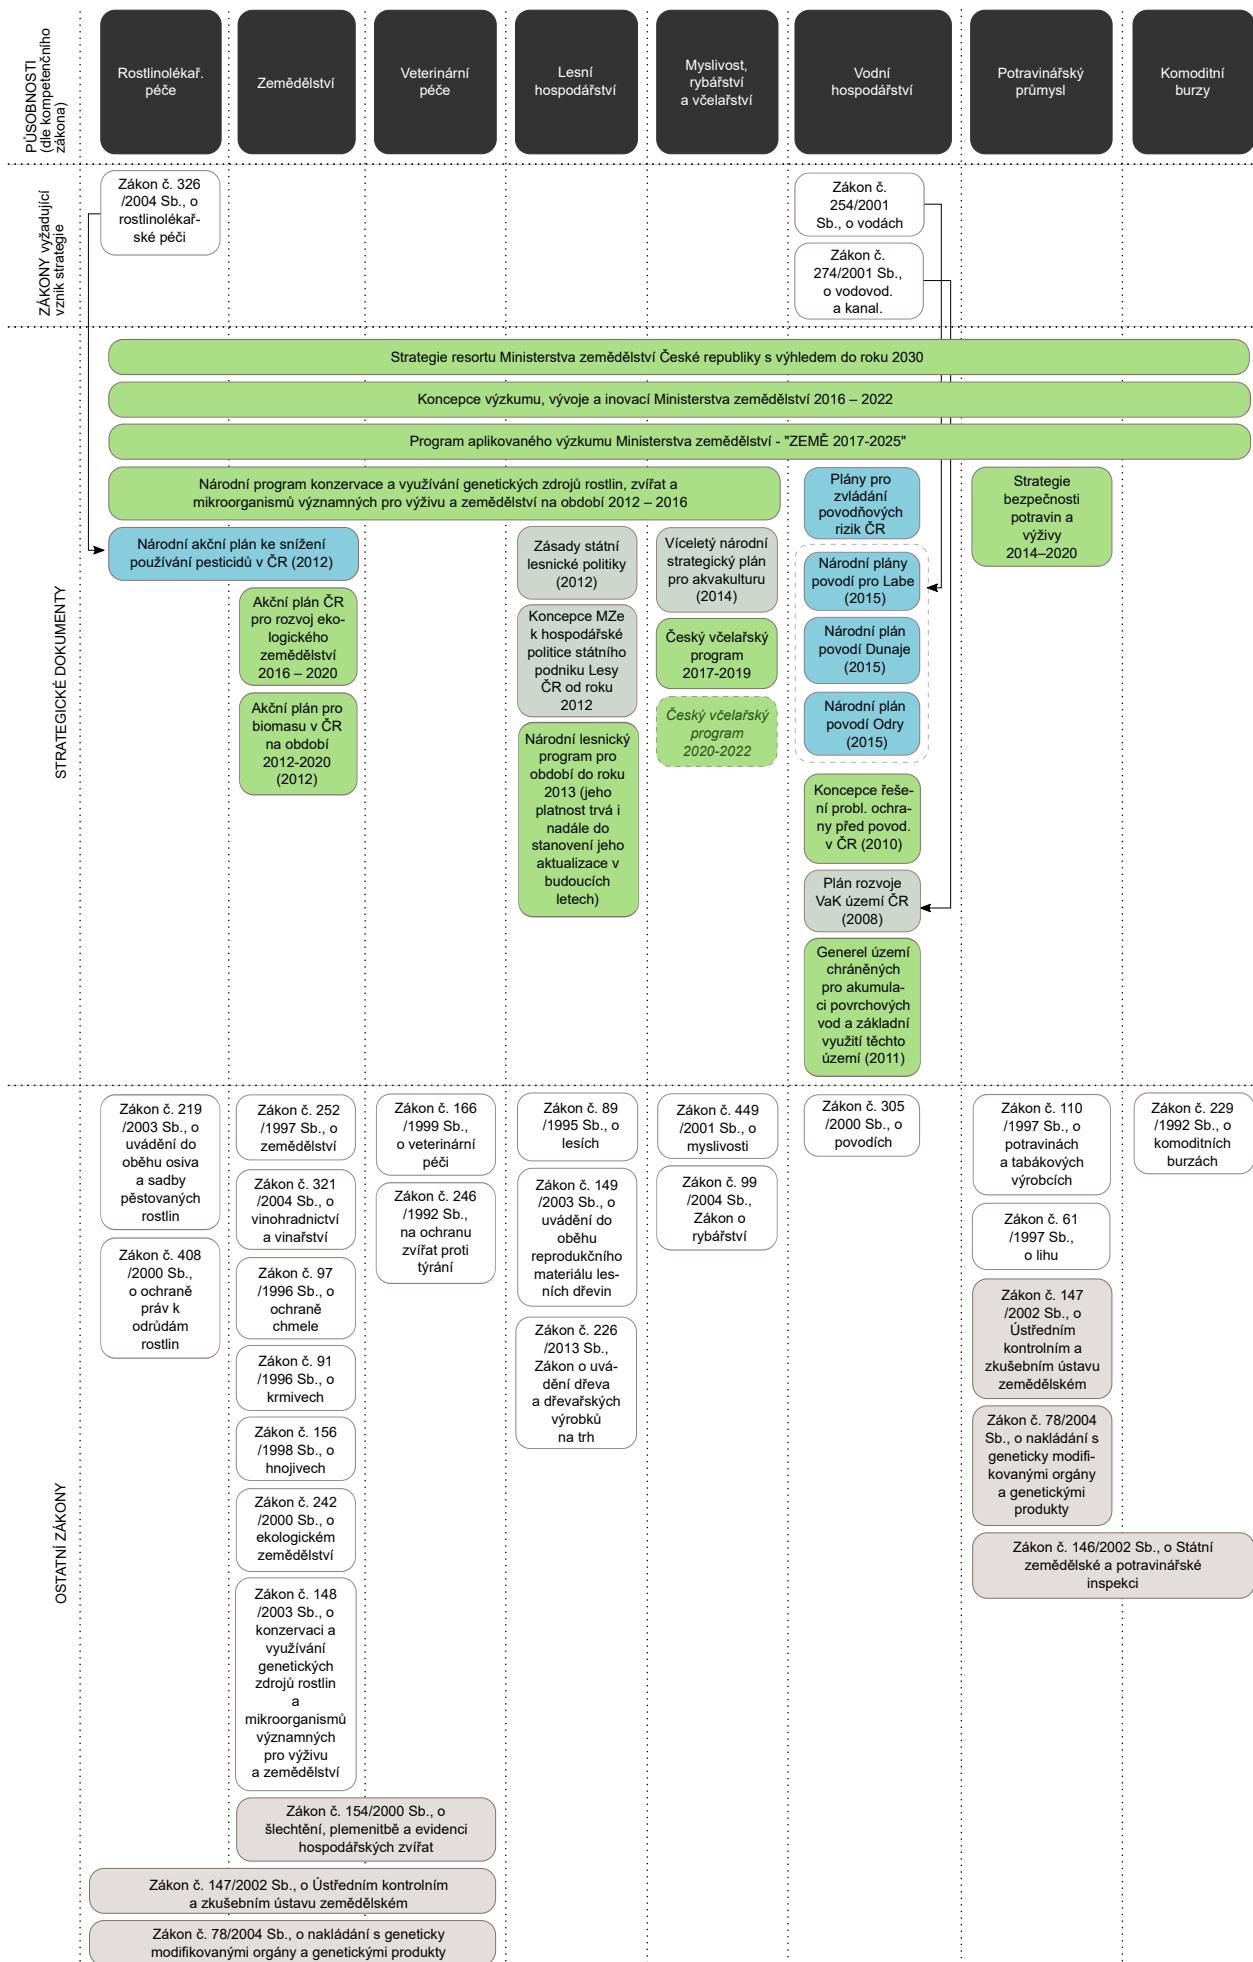 PŮSOBNOSTI
(dle kompetenčního
zákona)
Rostlinolékař.
péče
Zemědělství
Veterinární
péče
Lesní
hospodářství
Myslivost,
rybářství
a včelařství
Vodní
hospodářství
Potravinářský
průmysl
Komoditní
burzy
ZÁKONY vyžadující
vznik strategie
Zákon č. 326
/2004 Sb., o
rostlinolékař-
ské péči
Zákon č.
254/2001
Sb., o vodách
Zákon č.
274/2001 Sb.,
o vodovod.
a kanal.
STRATEGICKÉ DOKUMENTY
Strategie resortu Ministerstva zemědělství České republiky s výhledem do roku 2030
Koncepce výzkumu, vývoje a inovací Ministerstva zemědělství 2016 – 2022
Program aplikovaného výzkumu Ministerstva zemědělství - "ZEMĚ 2017-2025"
Národní program konzervace a využívání genetických zdrojů rostlin, zvířat a
mikroorganismů významných pro výživu a zemědělství na období 2012 – 2016
Národní akční plán ke snížení
používání pesticidů v ČR (2012)
Akční plán ČR
pro rozvoj eko-
logického
zemědělství
2016 – 2020
Akční plán pro
biomasu v ČR
na období
2012-2020
(2012)
Zásady státní
lesnické politiky
(2012)
Koncepce MZe
k hospodářské
politice státního
podniku Lesy
ČR od roku
2012
Národní lesnický
program pro
období do roku
2013 (jeho
platnost trvá i
nadále do
stanovení jeho
aktualizace v
budoucích
letech)
Víceletý národní
strategický plán
pro akvakulturu
(2014)
Český včelařský
program
2017-2019
Český včelařský
program
2020-2022
Plány pro
zvládání
povodňových
rizik ČR
Národní plány
povodí pro Labe
(2015)
Národní plán
povodí Dunaje
(2015)
Národní plán
povodí Odry
(2015)
Koncepce řeše-
ní probl. ochra-
ny před povod.
v ČR (2010)
Plán rozvoje
VaK území ČR
(2008)
Generel území
chráněných
pro akumula-
ci povrchových
vod a základní
využití těchto
území (2011)
Strategie
bezpečnosti
potravin a
výživy
2014–2020
OSTATNÍ ZÁKONY
Zákon č. 219
/2003 Sb., o
uvádění do
oběhu osiva
a sadby
pěstovaných
rostlin
Zákon č. 408
/2000 Sb.,
o ochraně
práv k
odrůdám
rostlin
Zákon č. 252
/1997 Sb., o
zemědělství
Zákon č. 321
/2004 Sb., o
vinohradnictví
a vinařství
Zákon č. 97
/1996 Sb., o
ochraně
chmele
Zákon č. 91
/1996 Sb., o
krmivech
Zákon č. 156
/1998 Sb., o
hnojivech
Zákon č. 242
/2000 Sb., o
ekologickém
zemědělství
Zákon č. 148
/2003 Sb., o
konzervaci a
využívání
genetických
zdrojů rostlin
a
mikroorganismů
významných
pro výživu
a zemědělství
Zákon č. 166
/1999 Sb.,
o veterinární
péči
Zákon č. 246
/1992 Sb.,
na ochranu
zvířat proti
týrání
Zákon č. 89
/1995 Sb., o
lesích
Zákon č. 149
/2003 Sb., o
uvádění do
oběhu
reprodukčního
materiálu les-
ních dřevin
Zákon č. 226
/2013 Sb.,
Zákon o uvá-
dění dřeva
a dřevařských
výrobků
na trh
Zákon č. 449
/2001 Sb., o
myslivosti
Zákon č. 99
/2004 Sb.,
Zákon o
rybářství
Zákon č. 305
/2000 Sb., o
povodích
Zákon č. 110
/1997 Sb., o
potravinách
a tabákových
výrobcích
Zákon č. 61
/1997 Sb.,
o lihu
Zákon č. 147
/2002 Sb., o
Ústředním
kontrolním a
zkušebním ústavu
zemědělském
Zákon č. 78/2004
Sb., o nakládání s
geneticky modifi-
kovanými orgány
a genetickými
produkty
Zákon č. 229
/1992 Sb., o
komoditních
burzách
Zákon č. 146/2002 Sb., o Státní
zemědělské a potravinářské
inspekci
Zákon č. 154/2000 Sb., o
šlechtění, plemenitbě a evidenci
hospodářských zvířat
Zákon č. 147/2002 Sb., o Ústředním kontrolním
a zkušebním ústavu zemědělském
Zákon č. 78/2004 Sb., o nakládání s geneticky
modifikovanými orgány a genetickými produkty